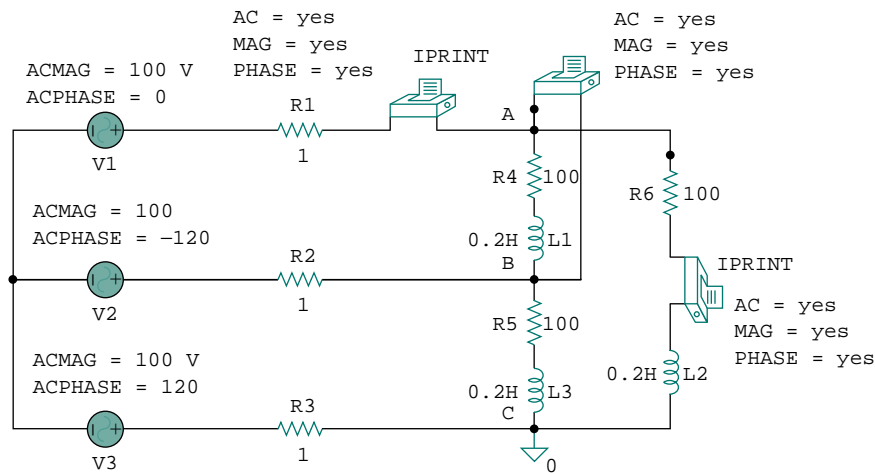 AC = yes
MAG = yes
PHASE = yes
IPRINT
AC = yes
MAG = yes
PHASE = yes
ACMAG = 100 V
ACPHASE = 0
V1
R1
1
A
R4
100
0.2H
L1
B
R6
100
IPRINT
AC = yes
MAG = yes
PHASE = yes
0.2H
L2
ACMAG = 100
ACPHASE = −120
V2
R2
1
R5
100
0.2H
L3
C
ACMAG = 100 V
ACPHASE = 120
V3
R3
1
0